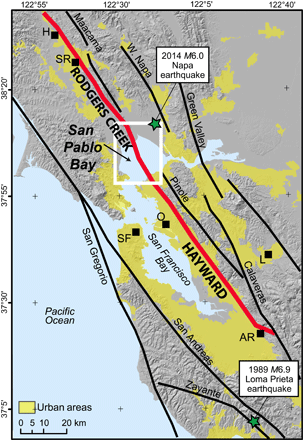 122°55' 122°30' 122°5' 122°40'
H
Maacama
SR
W. Napa
2014 M6.0
Napa
earthquake
38°20'
RODGERS CREEK
Green Valley
San
Pablo
Bay
37°55'
Pinole
O
SF
San Gregorio
San Francisco
Bay
HAYWARD
L
Calaveras
37°30'
Pacific
Ocean
San Andreas
AR
1989 M6.9
Loma Prieta
earthquake
Zayante
37°5'
Urban areas
0 10 20 km